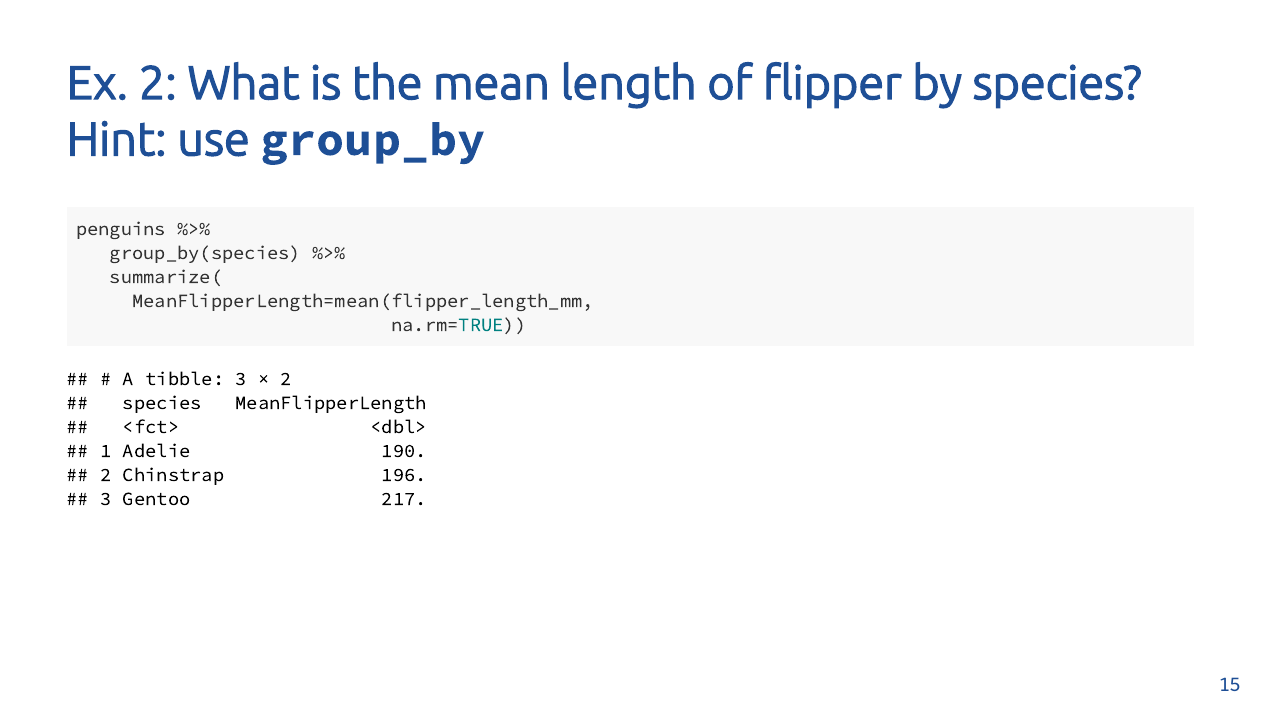 Ex. 2: What is the mean length of flipper by species?
Hint: use group_by
penguins %>%
   group_by(species) %>%
   summarize(
     MeanFlipperLength=mean(flipper_length_mm,
                            na.rm=TRUE))
## # A tibble: 3 × 2
##   species   MeanFlipperLength
##   <fct>                 <dbl>
## 1 Adelie                 190.
## 2 Chinstrap              196.
## 3 Gentoo                 217.
15